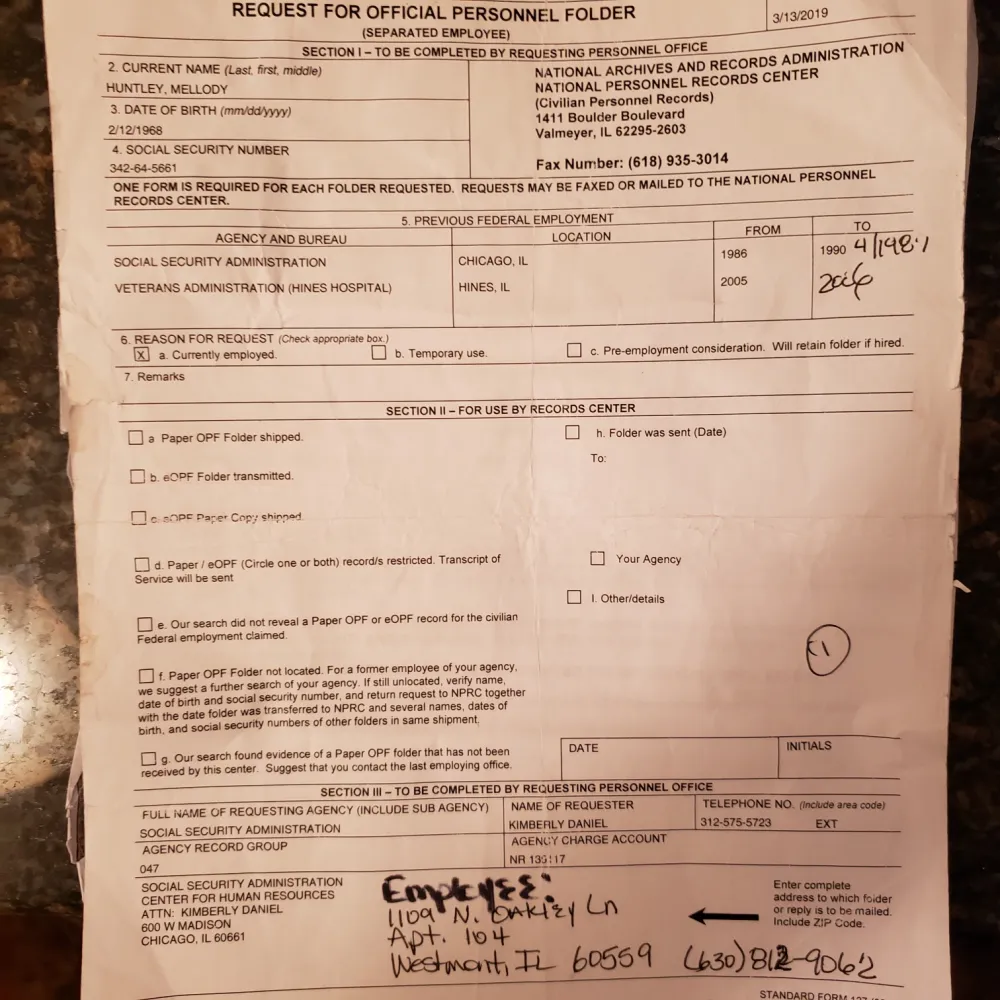 REQUEST FOR OFFICIAL PERSONNEL FOLDER
(SEPARATED EMPLOYEE)
3/13/2019
SECTION I – TO BE COMPLETED BY REQUESTING PERSONNEL OFFICE
2. CURRENT NAME (Last, first, middle)
HUNTLEY, MELLODY
3. DATE OF BIRTH (mm/dd/yyyy)
2/12/1968
4. SOCIAL SECURITY NUMBER
342-64-5661
NATIONAL ARCHIVES AND RECORDS ADMINISTRATION
NATIONAL PERSONNEL RECORDS CENTER
(Civilian Personnel Records)
1411 Boulder Boulevard
Valmeyer, IL 62295-2603
Fax Number: (618) 935-3014
ONE FORM IS REQUIRED FOR EACH FOLDER REQUESTED. REQUESTS MAY BE FAXED OR MAILED TO THE NATIONAL PERSONNEL
RECORDS CENTER.
5. PREVIOUS FEDERAL EMPLOYMENT
AGENCY AND BUREAU LOCATION FROM TO
SOCIAL SECURITY ADMINISTRATION CHICAGO, IL 1986 1990 4/1987
VETERANS ADMINISTRATION (HINES HOSPITAL) HINES, IL 2005 2006
6. REASON FOR REQUEST (Check appropriate box.)
X a. Currently employed. b. Temporary use. c. Pre-employment consideration. Will retain folder if hired.
7. Remarks
SECTION II – FOR USE BY RECORDS CENTER
a Paper OPF Folder shipped.
b. eOPF Folder transmitted.
c. eOPF Paper Copy shipped.
d. Paper / eOPF (Circle one or both) record/s restricted. Transcript of
Service will be sent
e. Our search did not reveal a Paper OPF or eOPF record for the civilian
Federal employment claimed.
f. Paper OPF Folder not located. For a former employee of your agency,
we suggest a further search of your agency. If still unlocated, verify name,
date of birth and social security number, and return request to NPRC together
with the date folder was transferred to NPRC and several names, dates of
birth, and social security numbers of other folders in same shipment.
g. Our search found evidence of a Paper OPF folder that has not been
received by this center. Suggest that you contact the last employing office.
h. Folder was sent (Date)
To:
Your Agency
I. Other/details
1
DATE INITIALS
SECTION III – TO BE COMPLETED BY REQUESTING PERSONNEL OFFICE
FULL NAME OF REQUESTING AGENCY (INCLUDE SUB AGENCY)
SOCIAL SECURITY ADMINISTRATION
NAME OF REQUESTER
KIMBERLY DANIEL
TELEPHONE NO. (Include area code)
312-575-5723 EXT
AGENCY RECORD GROUP
047
AGENCY CHARGE ACCOUNT
NR
SOCIAL SECURITY ADMINISTRATION
CENTER FOR HUMAN RESOURCES
ATTN: KIMBERLY DANIEL
600 W MADISON
CHICAGO, IL 60661
Employee:
1109 N. Oakley Ln
Apt. 104
Westmont, IL 60559 (630) 812-9062
Enter complete
address to which folder
or reply is to be mailed.
Include ZIP Code.
STANDARD FORM